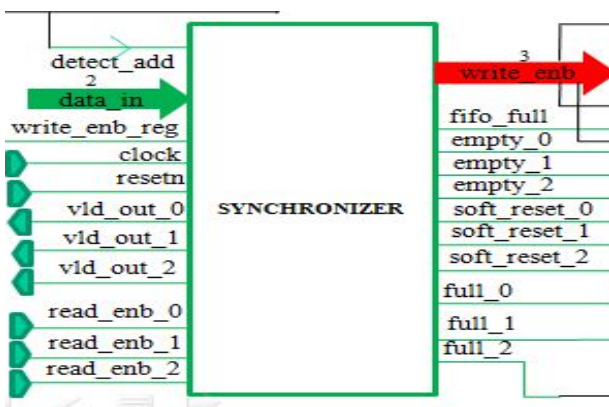 detect_add
2
data_in
write_enb_reg
clock
resetn
vld_out_0
vld_out_1
vld_out_2
read_enb_0
read_enb_1
read_enb_2
SYNCHRONIZER
3
write_enb
fifo_full
empty_0
empty_1
empty_2
soft_reset_0
soft_reset_1
soft_reset_2
full_0
full_1
full_2